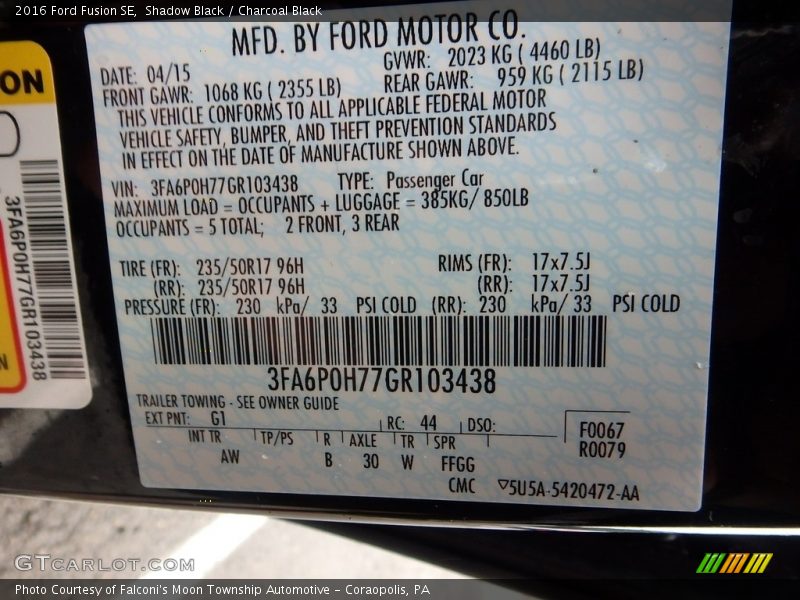 2016 Ford Fusion SE, Shadow Black / Charcoal Black
MFD. BY FORD MOTOR CO.
DATE: 04/15 GVWR: 2023 KG ( 4460 LB)
FRONT GAWR: 1068 KG ( 2355 LB) REAR GAWR: 959 KG ( 2115 LB)
THIS VEHICLE CONFORMS TO ALL APPLICABLE FEDERAL MOTOR
VEHICLE SAFETY, BUMPER, AND THEFT PREVENTION STANDARDS
IN EFFECT ON THE DATE OF MANUFACTURE SHOWN ABOVE.
VIN: 3FA6P0H77GR103438 TYPE: Passenger Car
MAXIMUM LOAD = OCCUPANTS + LUGGAGE = 385KG/ 850LB
OCCUPANTS = 5 TOTAL; 2 FRONT, 3 REAR
TIRE (FR): 235/50R17 96H RIMS (FR): 17x7.5J
(RR): 235/50R17 96H (RR): 17x7.5J
PRESSURE (FR): 230 kPa/ 33 PSI COLD (RR): 230 kPa/ 33 PSI COLD
3FA6P0H77GR103438
TRAILER TOWING - SEE OWNER GUIDE
EXT PNT: G1 RC: 44 DSO: F0067
INT TR TP/PS R AXLE TR SPR R0079
AW B 30 W FFGG
CMC 5U5A-5420472-AA
ON
3FA6P0H77GR103438
N
GTCARLOT.COM
Photo Courtesy of Falconi's Moon Township Automotive - Coraopolis, PA